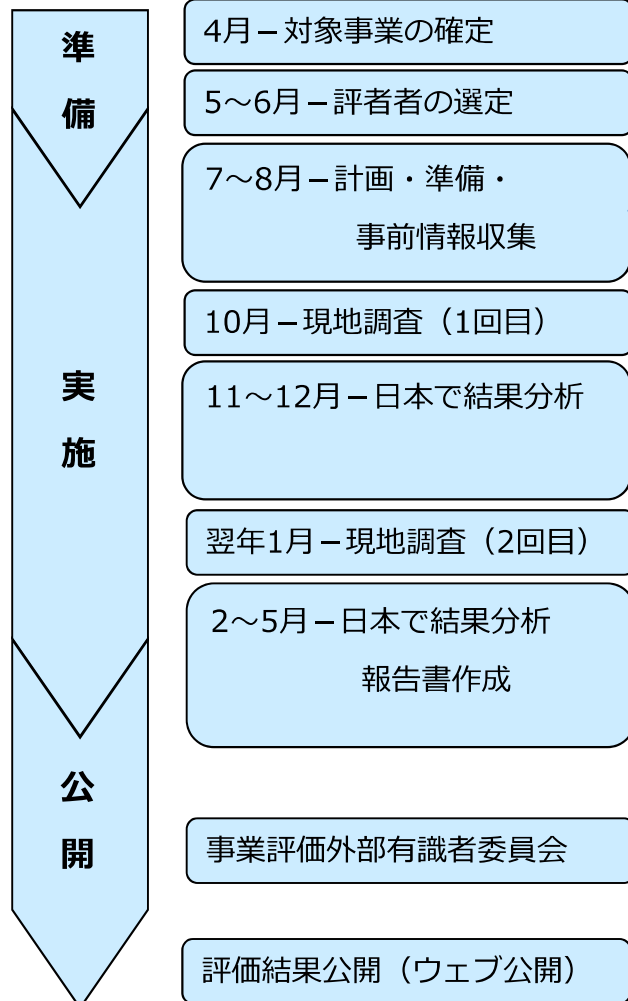 準備
4月－対象事業の確定
5～6月－評者者の選定
7～8月－計画・準備・
事前情報収集
実施
10月－現地調査（1回目）
11～12月－日本で結果分析
翌年1月－現地調査（2回目）
2～5月－日本で結果分析
報告書作成
公開
事業評価外部有識者委員会
評価結果公開（ウェブ公開）